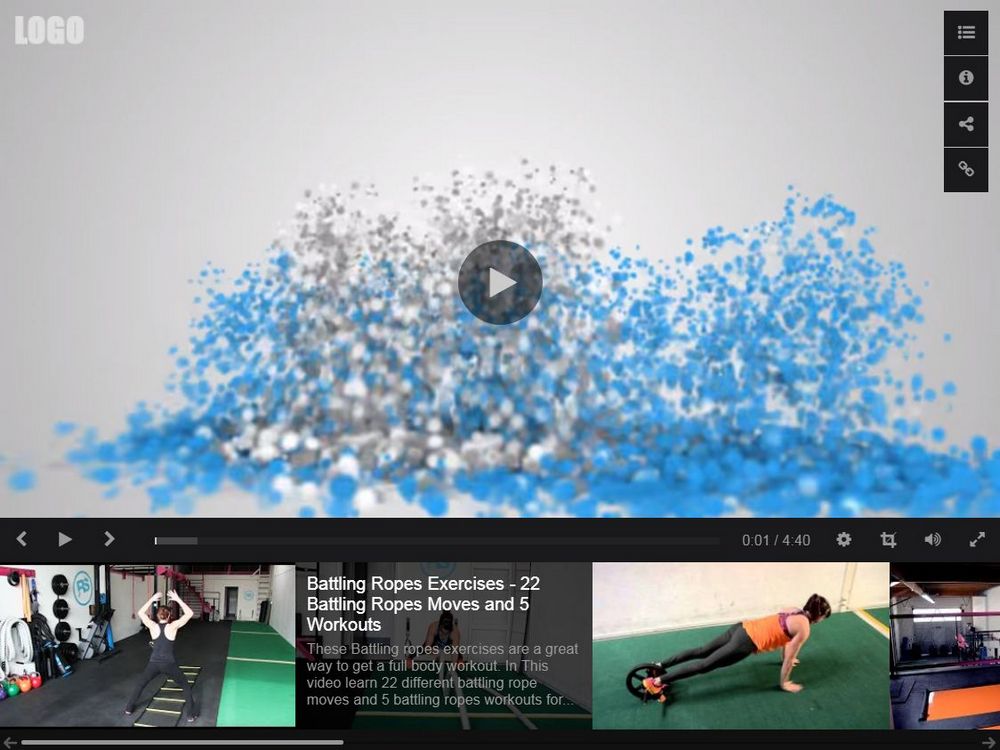 LOGO
0:01 / 4:40
Battling Ropes Exercises - 22
Battling Ropes Moves and 5
Workouts
These Battling ropes exercises are a great
way to get a full body workout. In This
video learn 22 different battling rope
moves and 5 battling ropes workouts for...